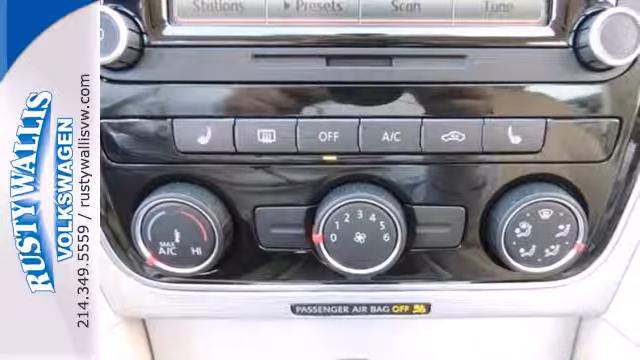 Stations ▸ Presets Scan Tune
OFF A/C
MAX A/C HI
0 1 2 3 4 5 6
PASSENGER AIR BAG OFF
RUSTY WALLIS
VOLKSWAGEN
214.349.5559 / rustywallisvw.com